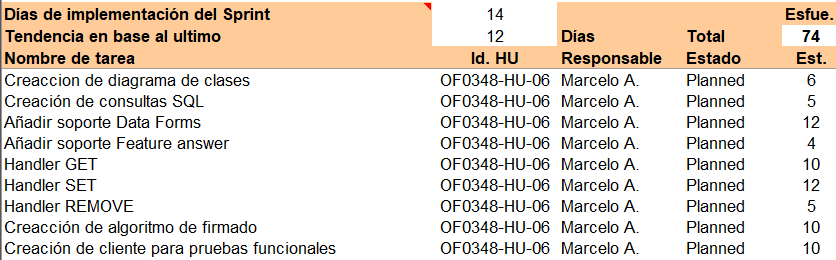 Días de implementación del Sprint 14 Esfue.
Tendencia en base al ultimo 12 Días Total 74
Nombre de tarea Id. HU Responsable Estado Est.
Creaccion de diagrama de clases OF0348-HU-06 Marcelo A. Planned 6
Creación de consultas SQL OF0348-HU-06 Marcelo A. Planned 5
Añadir soporte Data Forms OF0348-HU-06 Marcelo A. Planned 12
Añadir soporte Feature answer OF0348-HU-06 Marcelo A. Planned 4
Handler GET OF0348-HU-06 Marcelo A. Planned 10
Handler SET OF0348-HU-06 Marcelo A. Planned 12
Handler REMOVE OF0348-HU-06 Marcelo A. Planned 5
Creacción de algoritmo de firmado OF0348-HU-06 Marcelo A. Planned 10
Creación de cliente para pruebas funcionales OF0348-HU-06 Marcelo A. Planned 10